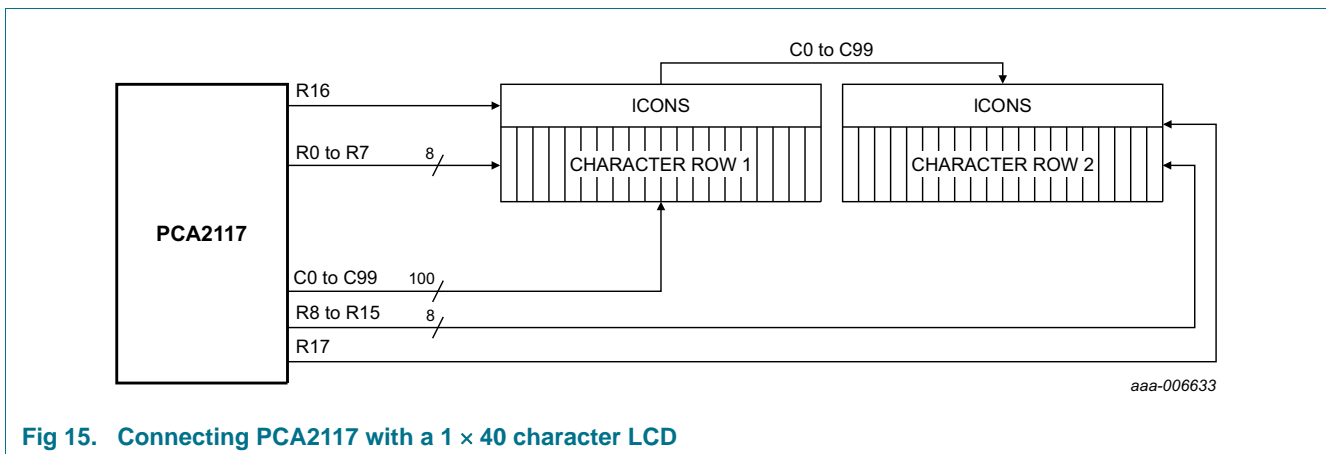 C0 to C99
R16
ICONS
ICONS
R0 to R7 8
CHARACTER ROW 1
CHARACTER ROW 2
PCA2117
C0 to C99 100
R8 to R15 8
R17
aaa-006633
Fig 15. Connecting PCA2117 with a 1 × 40 character LCD